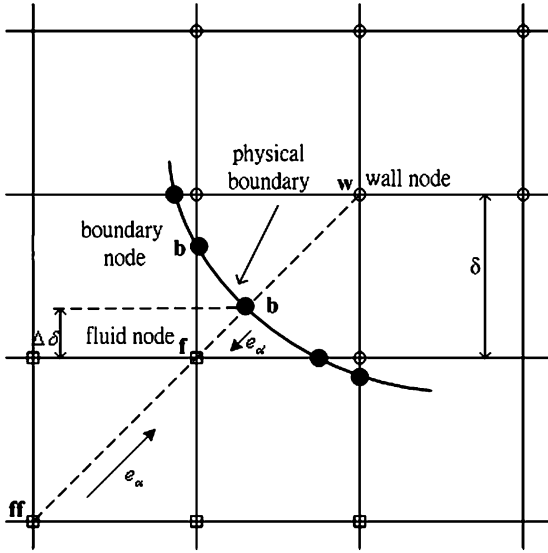 physical
boundary
w
wall node
boundary
node
b
δ
b
Δδ
fluid node
f
e_α̅
e_α
ff